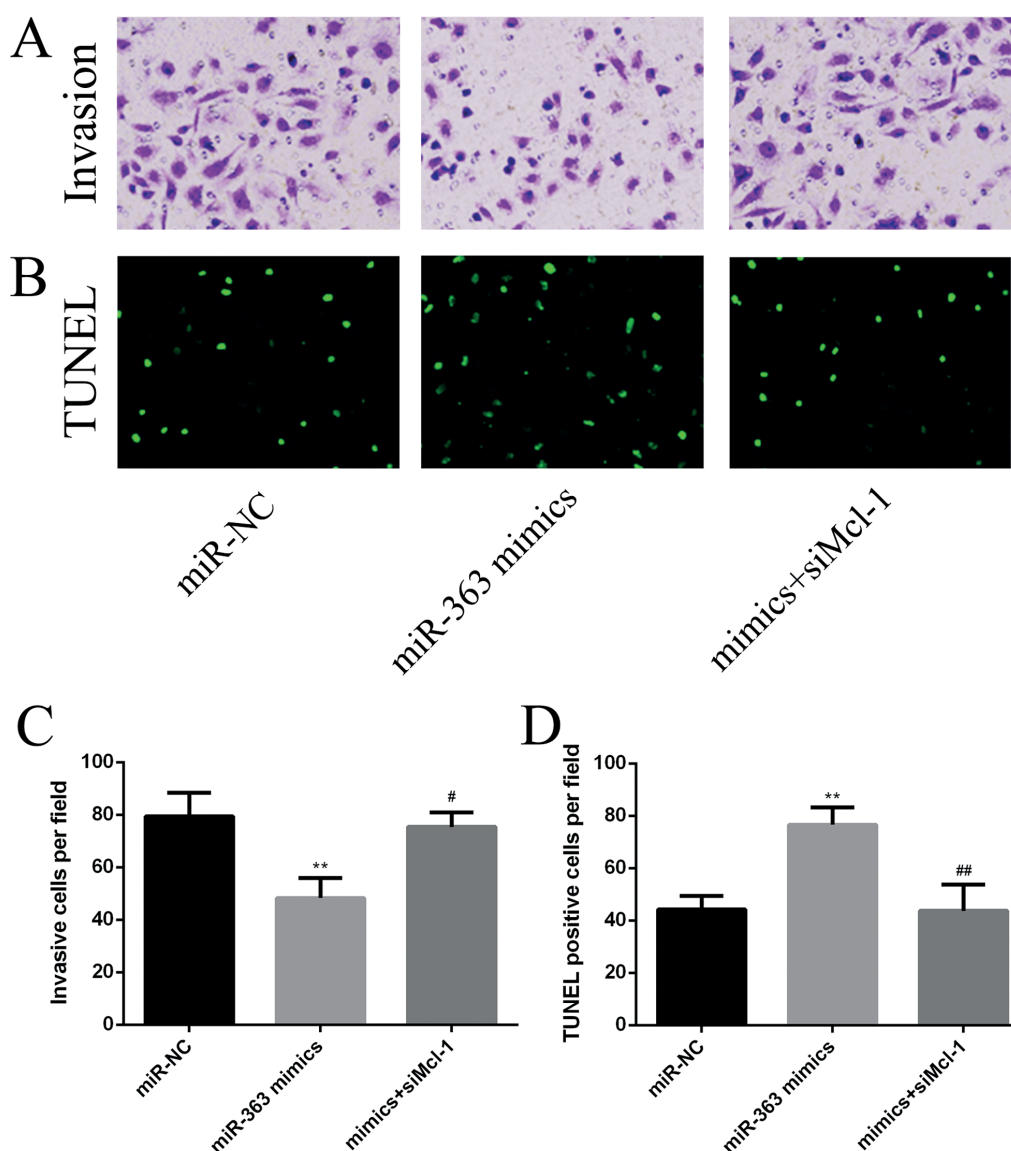 A
Invasion
B
TUNEL
miR-NC
miR-363 mimics
mimics+siMcl-1
C
Invasive cells per field
100
80
60
40
20
0
**
#
miR-NC
miR-363 mimics
mimics+siMcl-1
D
TUNEL positive cells per field
100
80
60
40
20
0
**
##
miR-NC
miR-363 mimics
mimics+siMcl-1